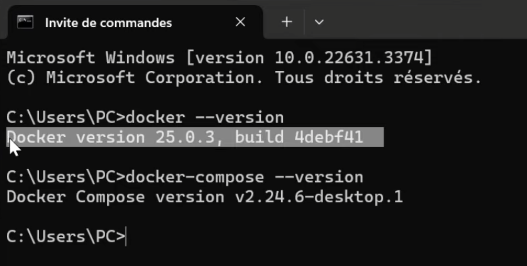 Invite de commandes
Microsoft Windows [version 10.0.22631.3374]
(c) Microsoft Corporation. Tous droits réservés.
C:\Users\PC>docker --version
Docker version 25.0.3, build 4debf41
C:\Users\PC>docker-compose --version
Docker Compose version v2.24.6-desktop.1
C:\Users\PC>